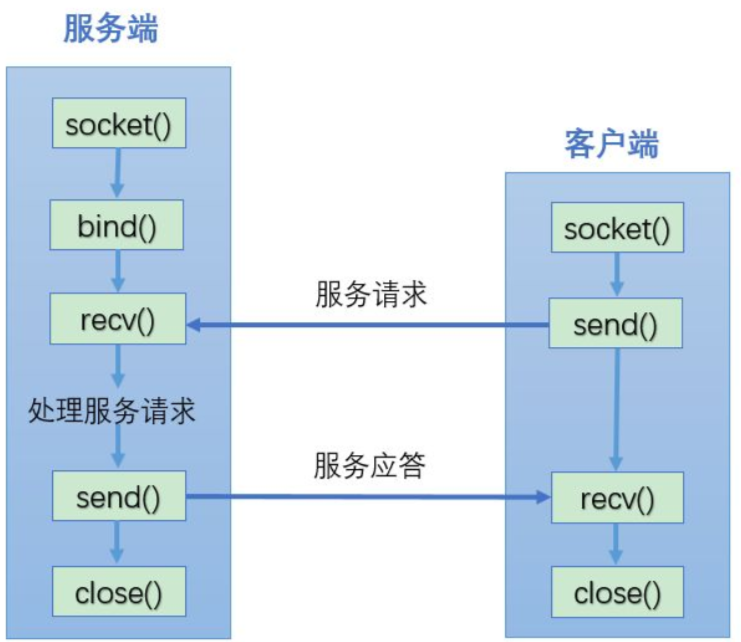 服务端
socket()
bind()
recv()
处理服务请求
send()
close()
服务请求
服务应答
客户端
socket()
send()
recv()
close()